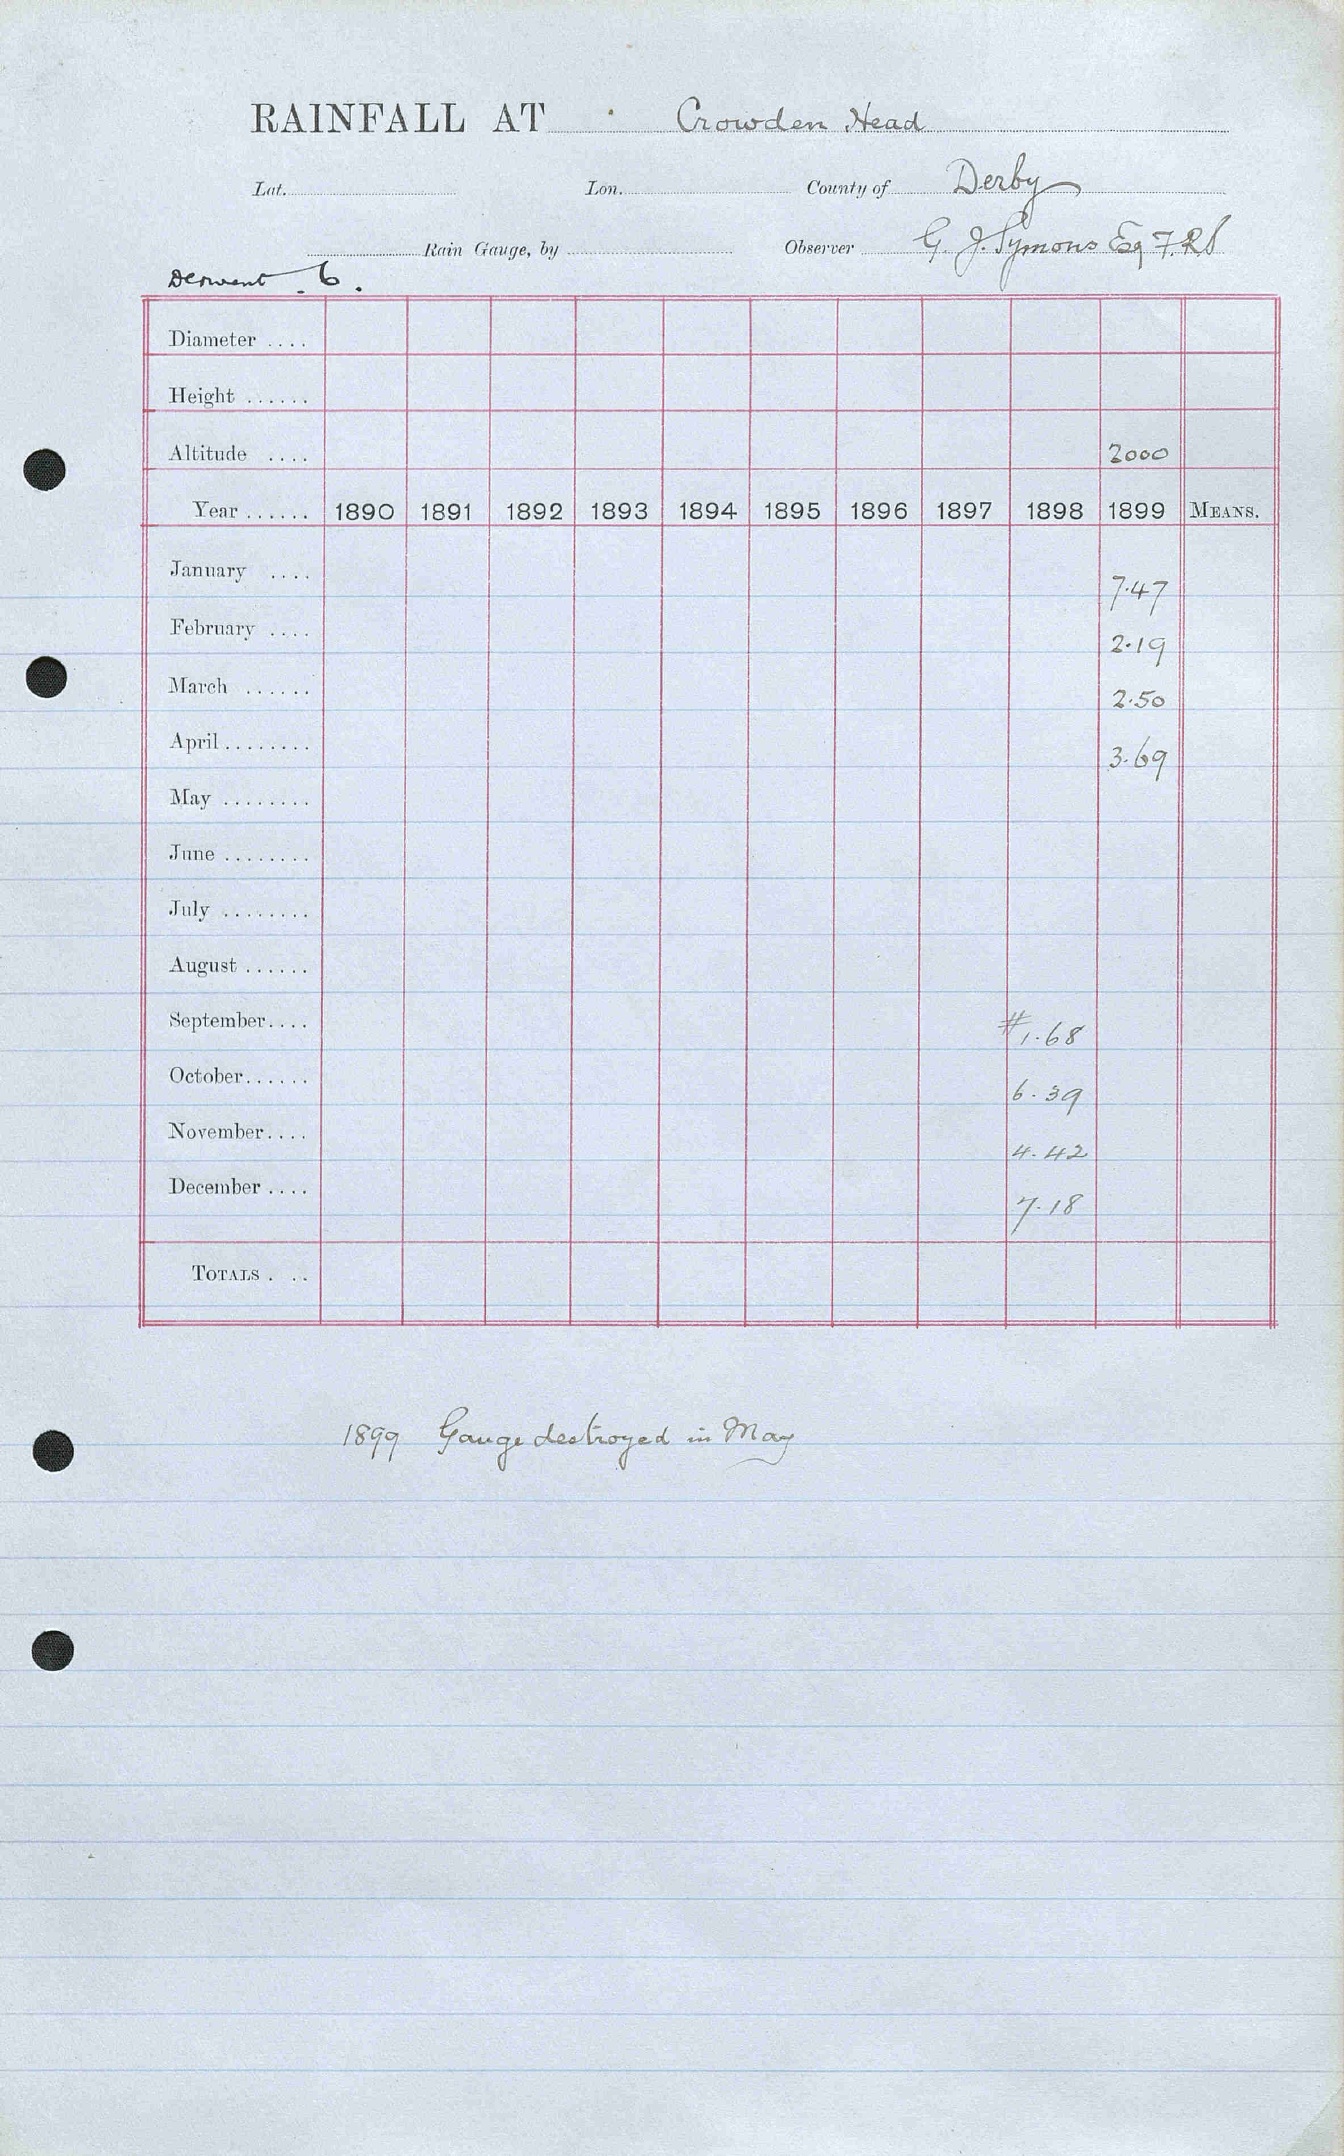 RAINFALL AT Crowden Head
Lat. Lon. County of Derby
Rain Gauge, by Observer G. J. Symons Esq F.R.S
Derwent . 6 .
Diameter ....
Height ......
Altitude .... 2000
Year ...... 1890 1891 1892 1893 1894 1895 1896 1897 1898 1899 MEANS.
January .... 7.47
February .... 2.19
March ...... 2.50
April ........ 3.69
May ........
June ........
July ........
August ......
September.... #1.68
October...... 6.39
November.... 4.42
December .... 7.18
TOTALS . ..
1899 Gauge destroyed in May